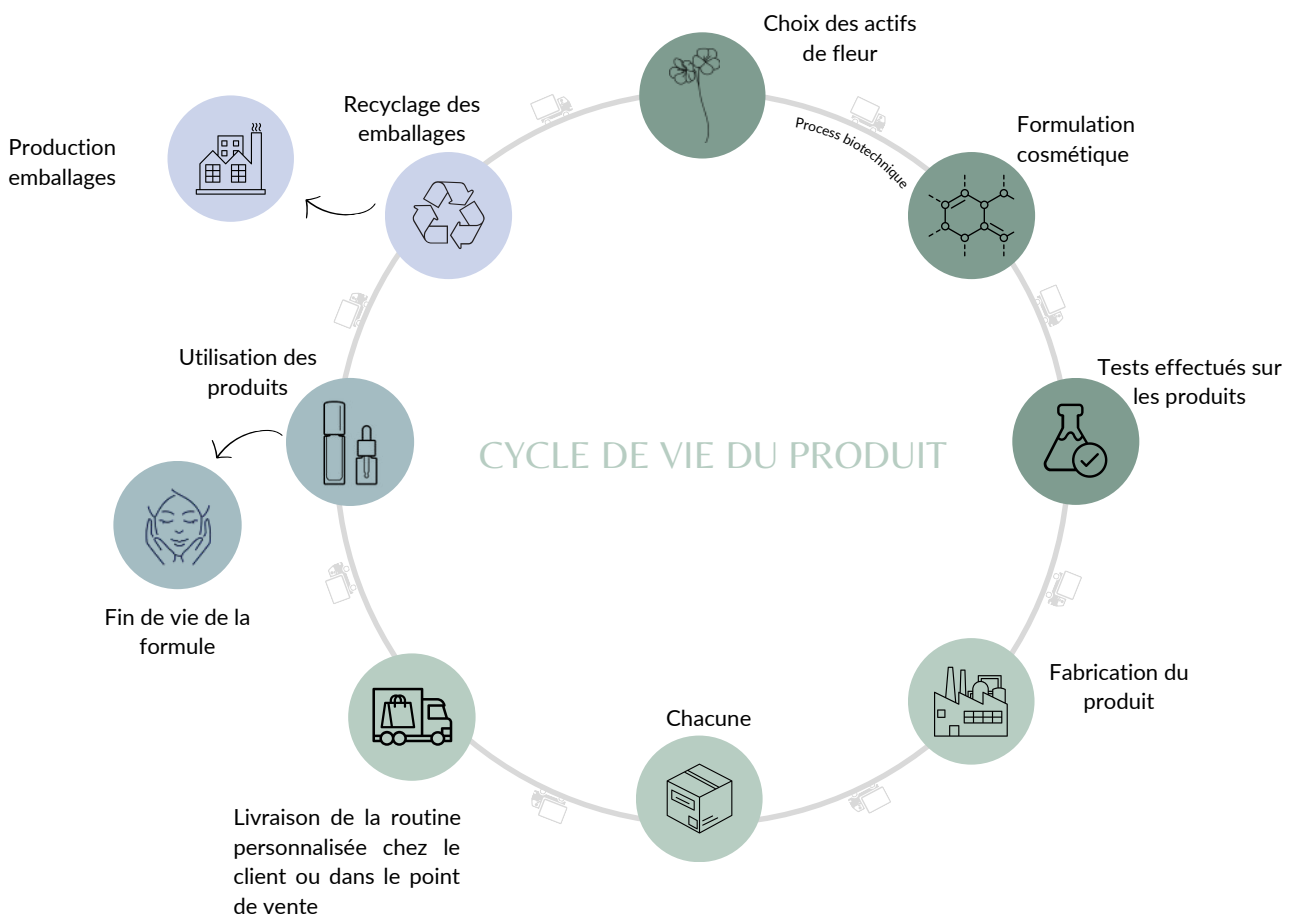 Choix des actifs
de fleur
Process biotechnique
Formulation
cosmétique
Tests effectués sur
les produits
Fabrication du
produit
Chacune
Livraison de la routine
personnalisée chez le
client ou dans le point
de vente
Utilisation des
produits
Fin de vie de la
formule
Recyclage des
emballages
Production
emballages
CYCLE DE VIE DU PRODUIT